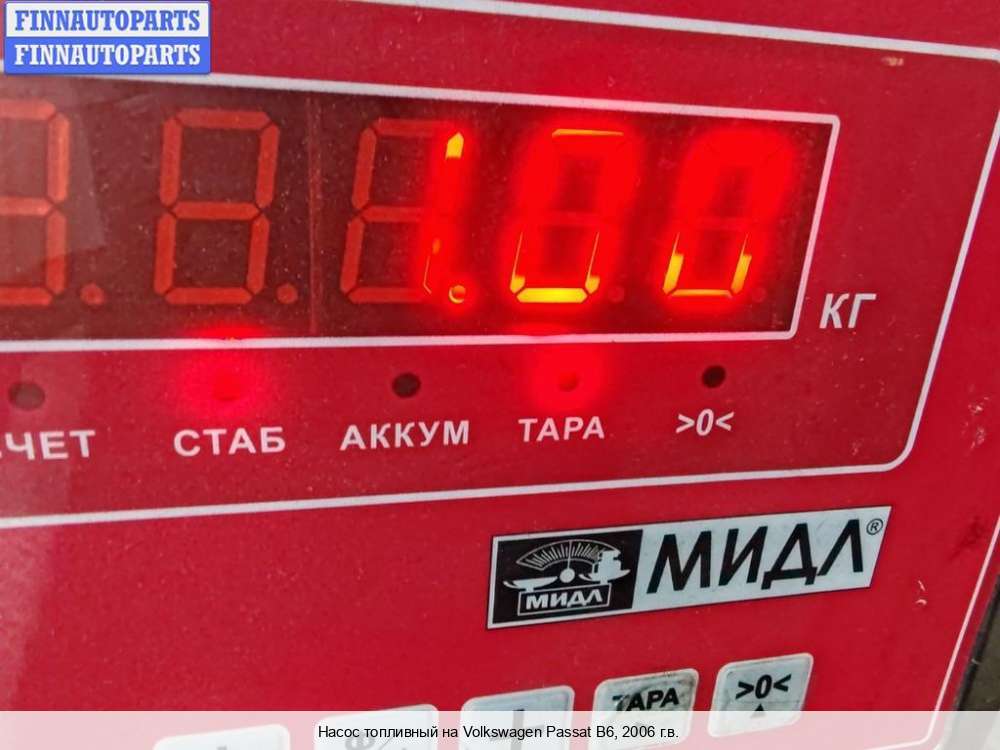 FINNAUTOPARTS
FINNAUTOPARTS
1.00
КГ
ЧЕТ СТАБ АККУМ ТАРА >0<
МИДЛ МИДЛ®
ТАРА >0<
Насос топливный на Volkswagen Passat B6, 2006 г.в.